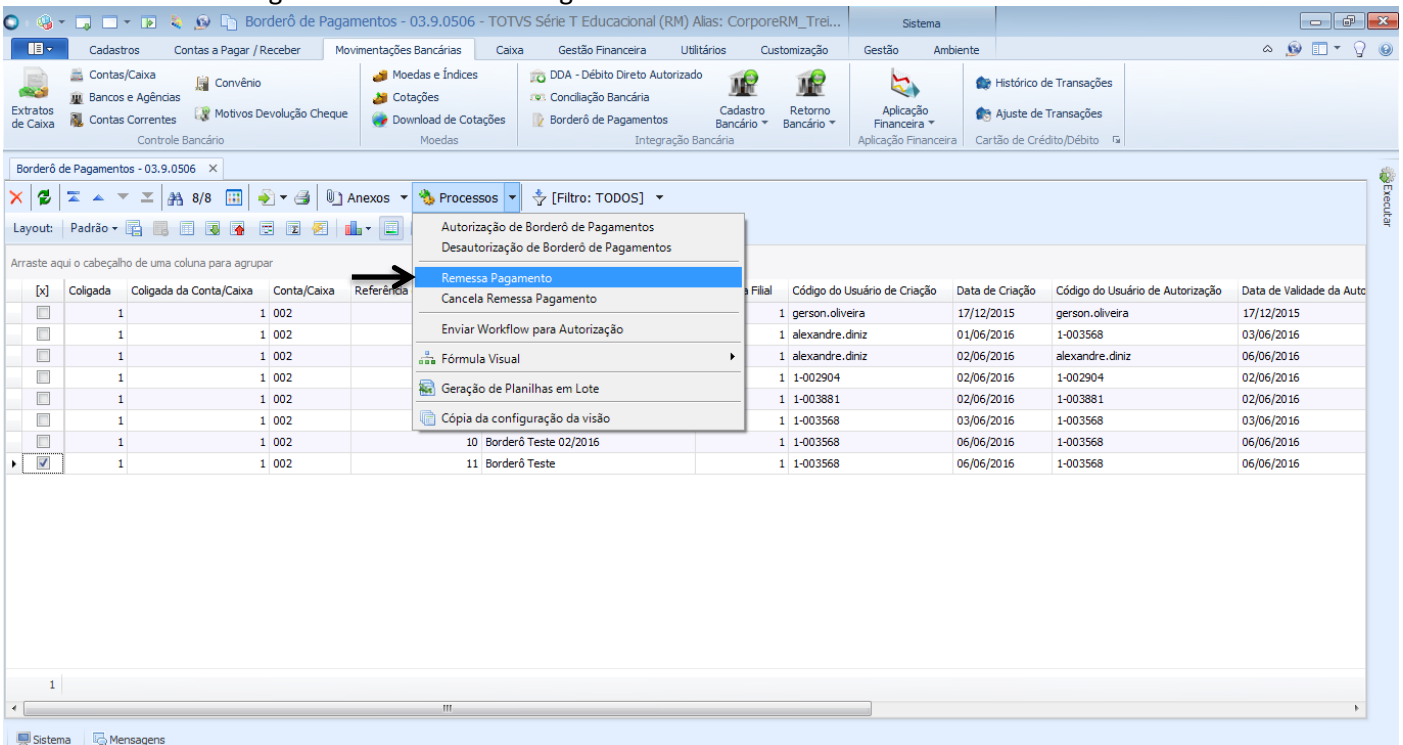 Borderô de Pagamentos - 03.9.0506 - TOTVS Série T Educacional (RM) Alias: CorporeRM_Trei...
Sistema
Cadastros Contas a Pagar / Receber Movimentações Bancárias Caixa Gestão Financeira Utilitários Customização Gestão Ambiente
Extratos de Caixa
Contas/Caixa
Bancos e Agências
Contas Correntes
Convênio
Motivos Devolução Cheque
Controle Bancário
Moedas e Índices
Cotações
Download de Cotações
Moedas
DDA - Débito Direto Autorizado
Conciliação Bancária
Borderô de Pagamentos
Cadastro Bancário
Retorno Bancário
Integração Bancária
Aplicação Financeira
Aplicação Financeira
Histórico de Transações
Ajuste de Transações
Cartão de Crédito/Débito
Borderô de Pagamentos - 03.9.0506
8/8 Anexos Processos [Filtro: TODOS]
Layout: Padrão
Executar
Arraste aqui o cabeçalho de uma coluna para agrupar
Autorização de Borderô de Pagamentos
Desautorização de Borderô de Pagamentos
Remessa Pagamento
Cancela Remessa Pagamento
Enviar Workflow para Autorização
Fórmula Visual
Geração de Planilhas em Lote
Cópia da configuração da visão
[x] Coligada Coligada da Conta/Caixa Conta/Caixa Referência Filial Código do Usuário de Criação Data de Criação Código do Usuário de Autorização Data de Validade da Auto
1 1 002 1 gerson.oliveira 17/12/2015 gerson.oliveira 17/12/2015
1 1 002 1 alexandre.diniz 01/06/2016 1-003568 03/06/2016
1 1 002 1 alexandre.diniz 02/06/2016 alexandre.diniz 06/06/2016
1 1 002 1 1-002904 02/06/2016 1-002904 02/06/2016
1 1 002 1 1-003881 02/06/2016 1-003881 02/06/2016
1 1 002 1 1-003568 03/06/2016 1-003568 03/06/2016
1 1 002 10 Borderô Teste 02/2016 1 1-003568 06/06/2016 1-003568 06/06/2016
1 1 002 11 Borderô Teste 1 1-003568 06/06/2016 1-003568 06/06/2016
1
Sistema Mensagens